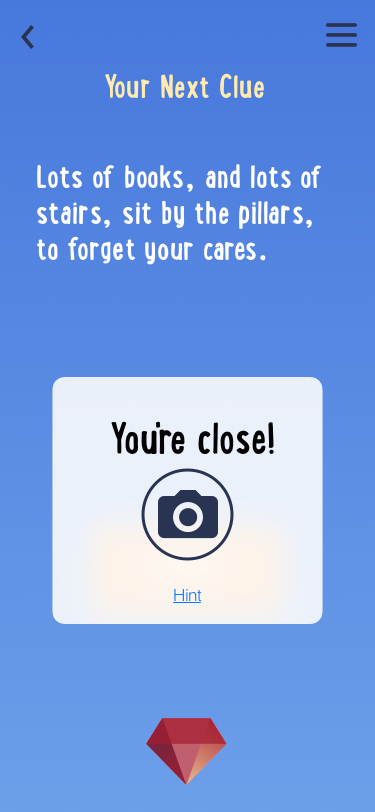 Your Next Clue
Lots of books, and lots of
stairs, sit by the pillars,
to forget your cares.
You're close!
Hint